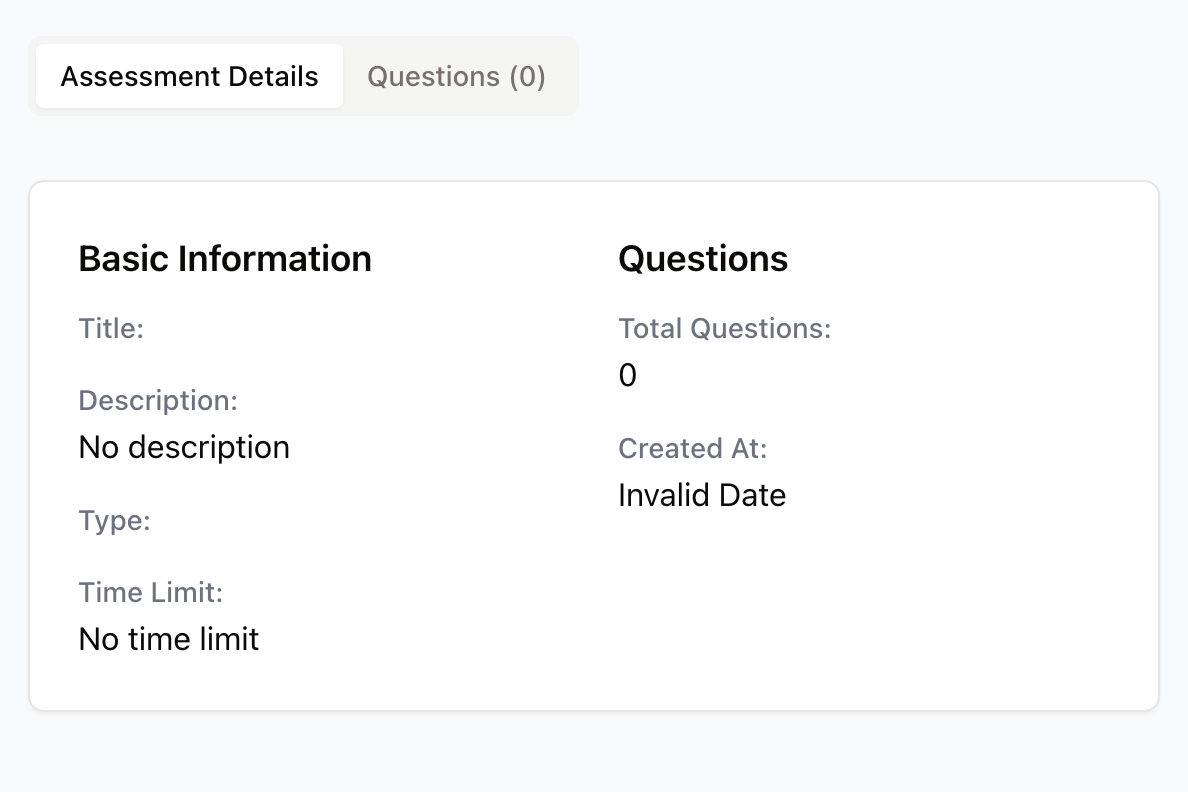 Assessment Details
Questions (0)
Basic Information
Title:
Description:
No description
Type:
Time Limit:
No time limit
Questions
Total Questions:
0
Created At:
Invalid Date